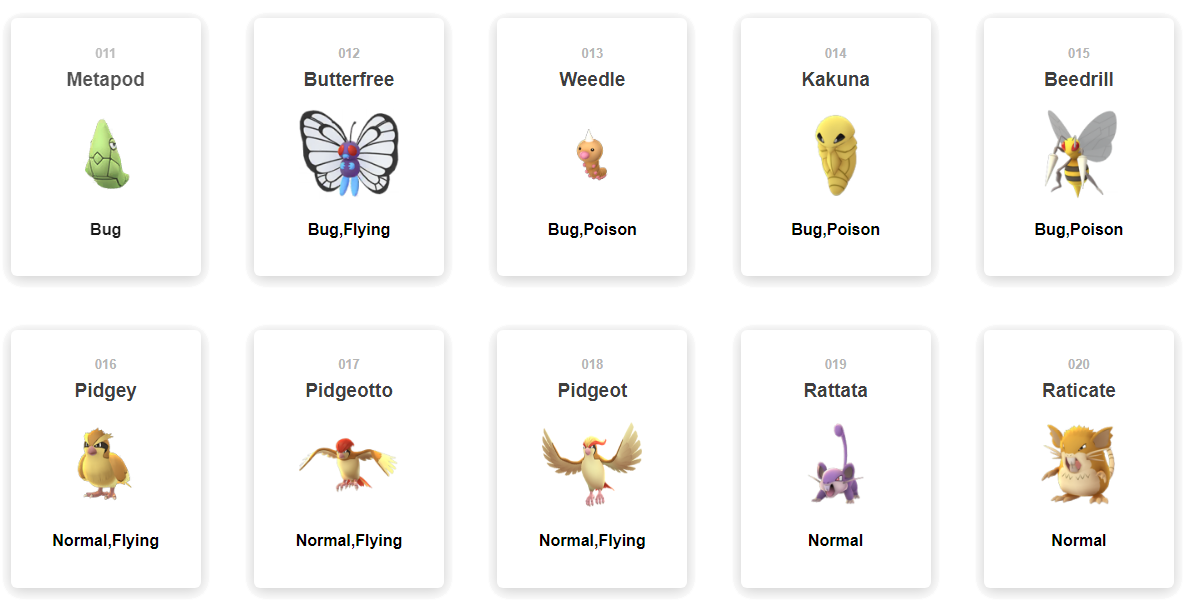 011
Metapod
Bug
012
Butterfree
Bug,Flying
013
Weedle
Bug,Poison
014
Kakuna
Bug,Poison
015
Beedrill
Bug,Poison
016
Pidgey
Normal,Flying
017
Pidgeotto
Normal,Flying
018
Pidgeot
Normal,Flying
019
Rattata
Normal
020
Raticate
Normal